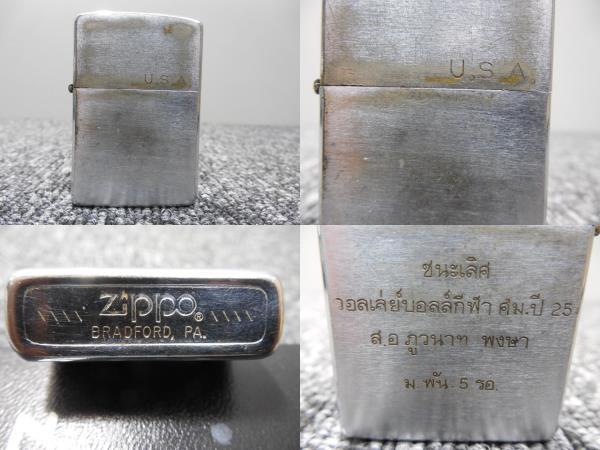 U.S.A.
U.S.A.
zippo®
\\\\ \\\\
BRADFORD, PA.
ชนะเลิศ
วอลเล่ย์บอลล์กีฬา ศม.ปี 25
ส.อ ภูวนาท พงษา
ม.พัน.5 รอ.